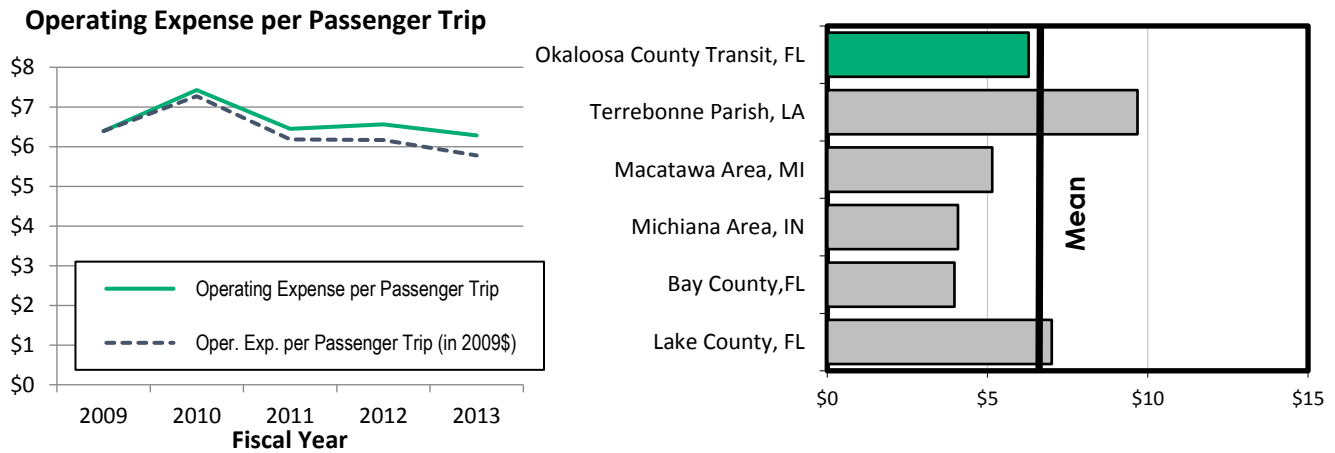 Operating Expense per Passenger Trip
$8
$7
$6
$5
$4
$3
$2
$1
$0
Operating Expense per Passenger Trip
Oper. Exp. per Passenger Trip (in 2009$)
2009 2010 2011 2012 2013
Fiscal Year
Okaloosa County Transit, FL
Terrebonne Parish, LA
Macatawa Area, MI
Michiana Area, IN
Bay County,FL
Lake County, FL
Mean
$0 $5 $10 $15